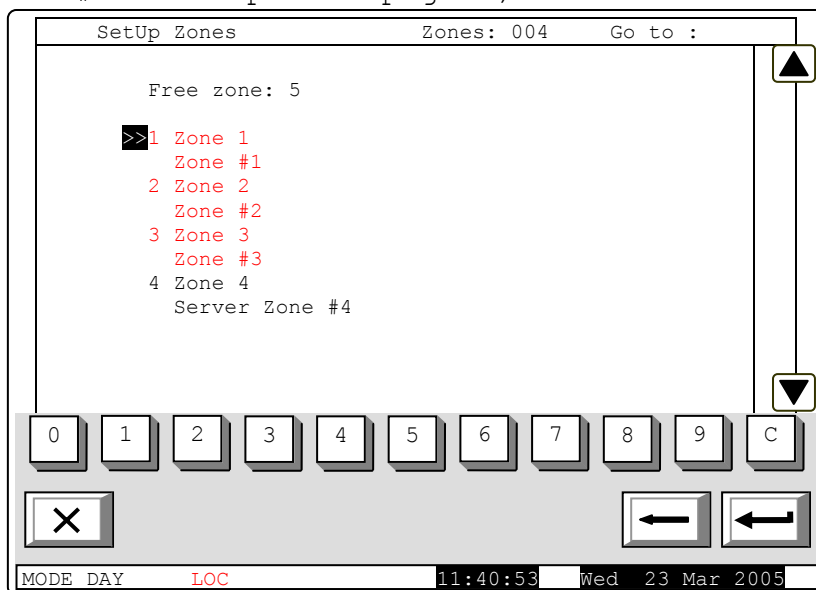 SetUp Zones Zones: 004 Go to :
Free zone: 5
>>1 Zone 1
Zone #1
2 Zone 2
Zone #2
3 Zone 3
Zone #3
4 Zone 4
Server Zone #4
0 1 2 3 4 5 6 7 8 9 C
MODE DAY LOC 11:40:53 Wed 23 Mar 2005